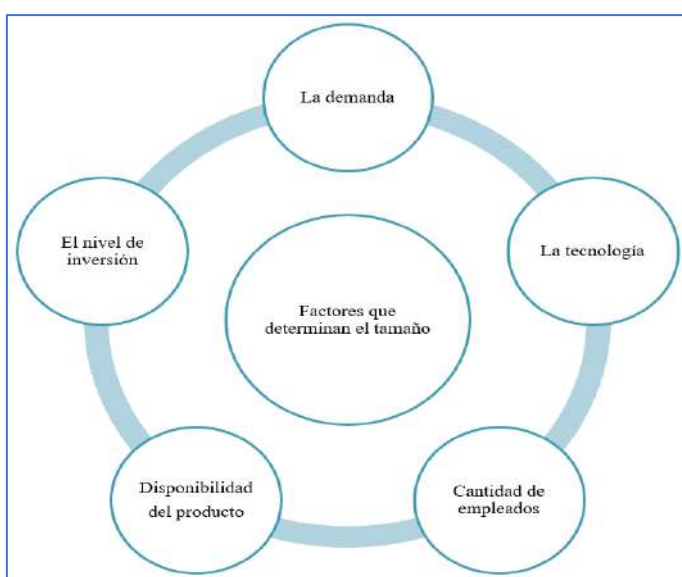 La demanda
El nivel de
inversión
La tecnología
Factores que
determinan el tamaño
Disponibilidad
del producto
Cantidad de
empleados